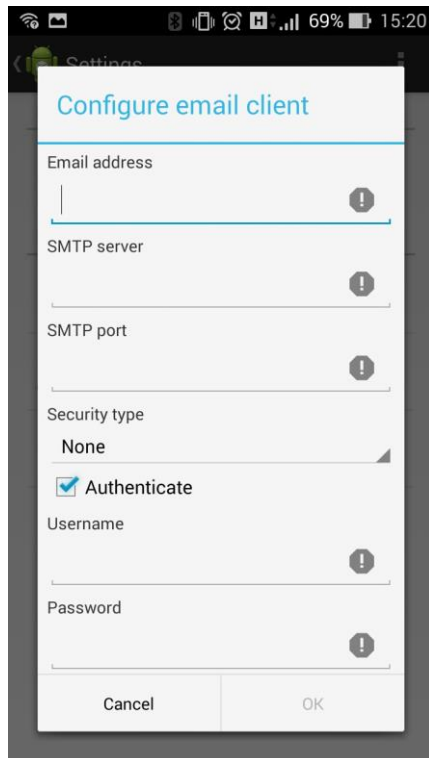 H 69% 15:20
Settings
Configure email client
Email address
SMTP server
SMTP port
Security type
None
Authenticate
Username
Password
Cancel OK